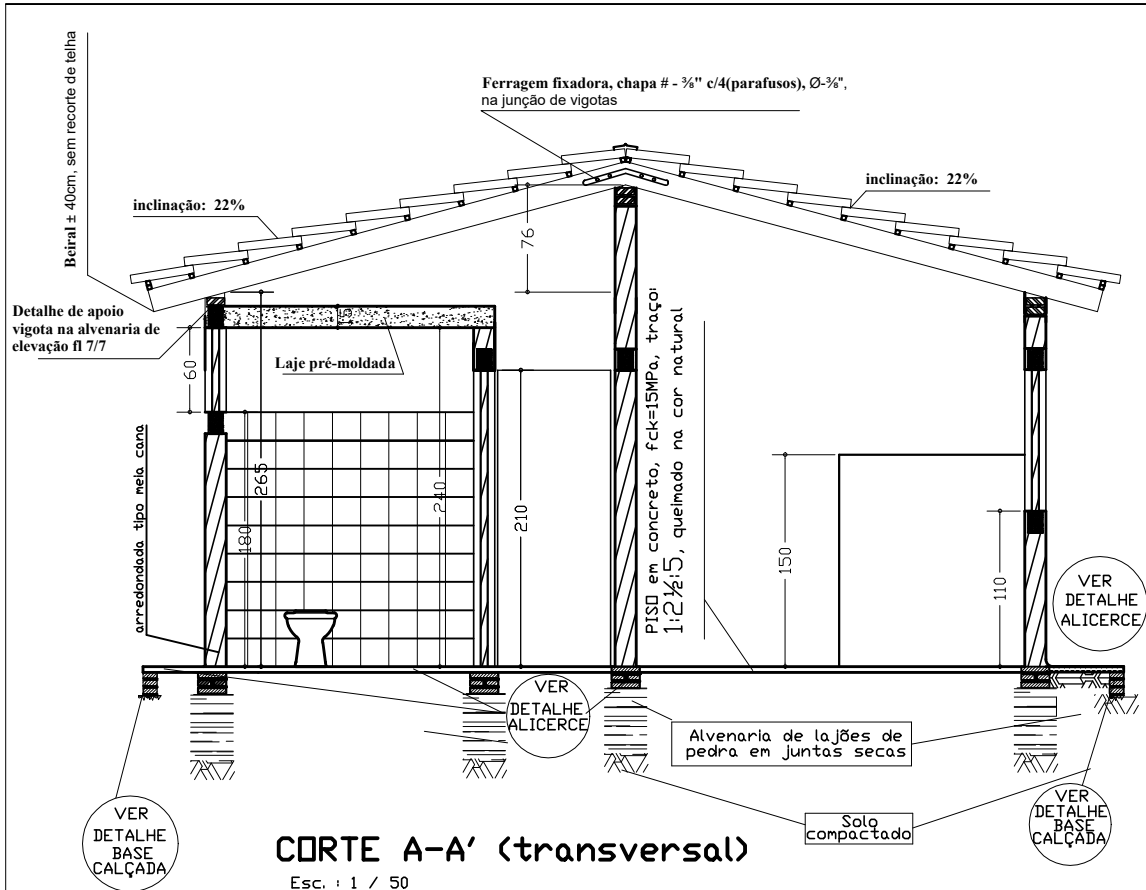 Beiral ± 40cm, sem recorte de telha
Ferragem fixadora, chapa # - ⅜" c/4(parafusos), Ø-⅜",
na junção de vigotas
inclinação: 22%
inclinação: 22%
76
Detalhe de apoio
vigota na alvenaria de
elevação fl 7/7
15
Laje pré-moldada
60
arredondada tipo meia cana
180
265
240
210
PISO em concreto, fck=15MPa, traço:
1:2½:5, queimado na cor natural
150
110
VER
DETALHE
ALICERCE
VER
DETALHE
ALICERCE
Alvenaria de lajões de
pedra em juntas secas
VER
DETALHE
BASE
CALÇADA
Solo
compactado
VER
DETALHE
BASE
CALÇADA
CORTE A-A' (transversal)
Esc. : 1 / 50